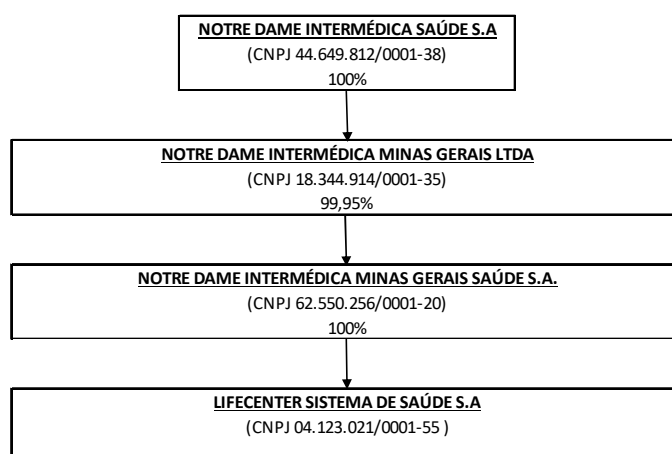 NOTRE DAME INTERMÉDICA SAÚDE S.A
(CNPJ 44.649.812/0001-38)
100%
NOTRE DAME INTERMÉDICA MINAS GERAIS LTDA
(CNPJ 18.344.914/0001-35)
99,95%
NOTRE DAME INTERMÉDICA MINAS GERAIS SAÚDE S.A.
(CNPJ 62.550.256/0001-20)
100%
LIFECENTER SISTEMA DE SAÚDE S.A
(CNPJ 04.123.021/0001-55 )